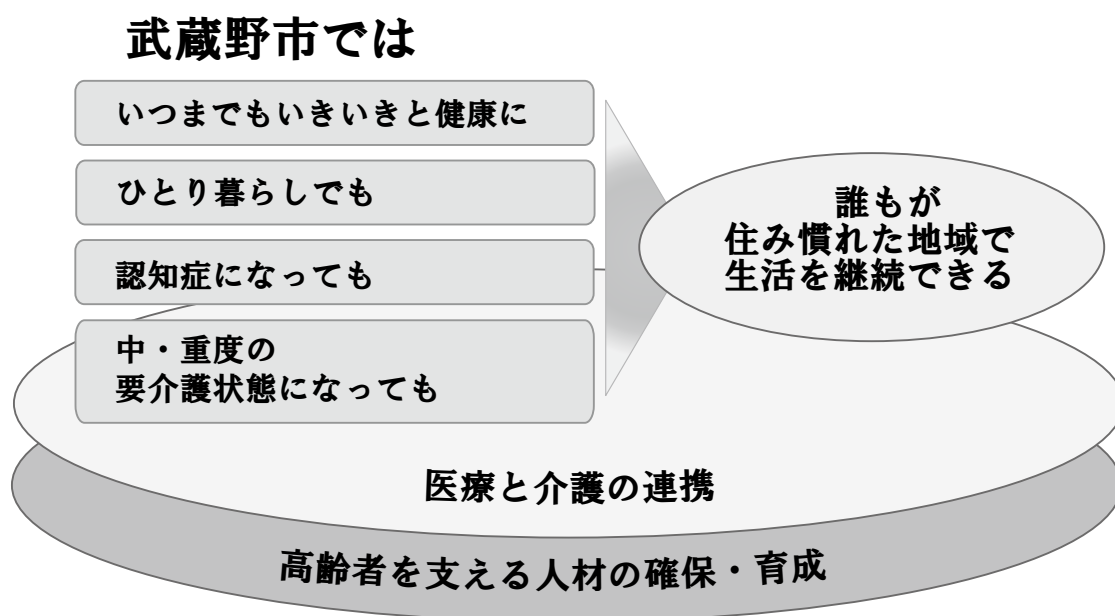 武蔵野市では
いつまでもいきいきと健康に
ひとり暮らしでも
認知症になっても
中・重度の
要介護状態になっても
誰もが
住み慣れた地域で
生活を継続できる
医療と介護の連携
高齢者を支える人材の確保・育成